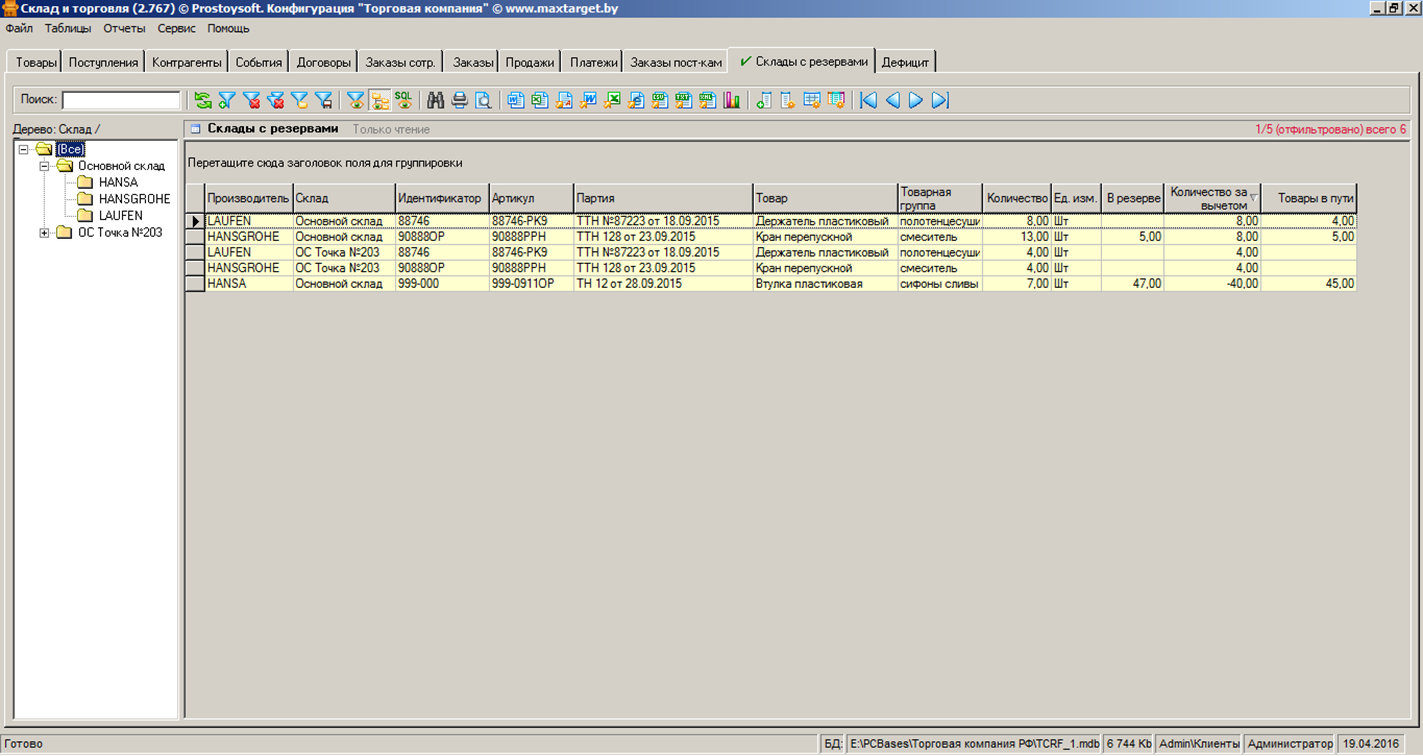 Склад и торговля (2.767) © Prostoysoft. Конфигурация "Торговая компания" © www.maxtarget.by
Файл Таблицы Отчеты Сервис Помощь
Товары Поступления Контрагенты События Договоры Заказы сотр. Заказы Продажи Платежи Заказы пост-кам Склады с резервами Дефицит
Поиск: SQL
Дерево: Склад /
Склады с резервами Только чтение 1/5 (отфильтровано) всего 6
(Все)
Основной склад
HANSA
HANSGROHE
LAUFEN
ОС Точка №203
Перетащите сюда заголовок поля для группировки
Производитель Склад Идентификатор Артикул Партия Товар Товарная группа Количество Ед. изм. В резерве Количество за вычетом Товары в пути
LAUFEN Основной склад 88746 88746-PK9 ТТН №87223 от 18.09.2015 Держатель пластиковый полотенцесуши 8,00 Шт 8,00 4,00
HANSGROHE Основной склад 90888ОР 90888РРН ТТН 128 от 23.09.2015 Кран перепускной смеситель 13,00 Шт 5,00 8,00 5,00
LAUFEN ОС Точка №203 88746 88746-PK9 ТТН №87223 от 18.09.2015 Держатель пластиковый полотенцесуши 4,00 Шт 4,00
HANSGROHE ОС Точка №203 90888ОР 90888РРН ТТН 128 от 23.09.2015 Кран перепускной смеситель 4,00 Шт 4,00
HANSA Основной склад 999-000 999-0911ОР ТН 12 от 28.09.2015 Втулка пластиковая сифоны сливы 7,00 Шт 47,00 -40,00 45,00
Готово БД: E:\PCBases\Торговая компания РФ\TCRF_1.mdb 6 744 Kb Admin\Клиенты Администратор 19.04.2016